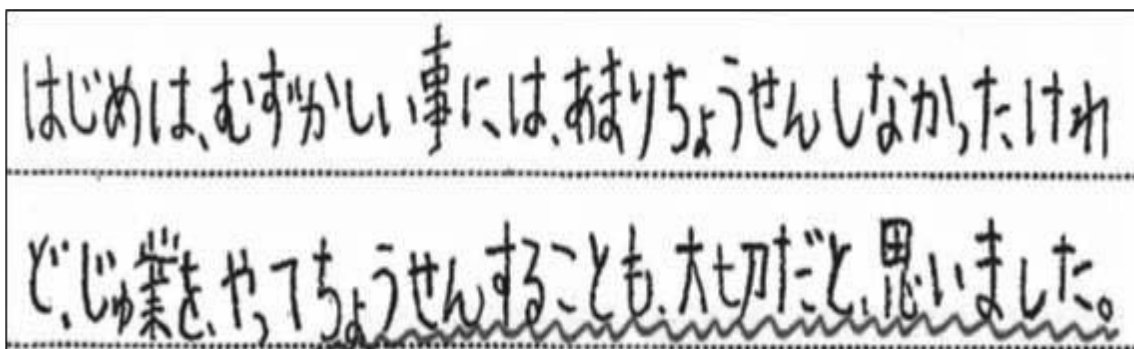 はじめは、むずかしい事には、あまりちょうせんしなかったけれ
ど、じゅ業を、やってちょうせんすることも、大切だと、思いました。